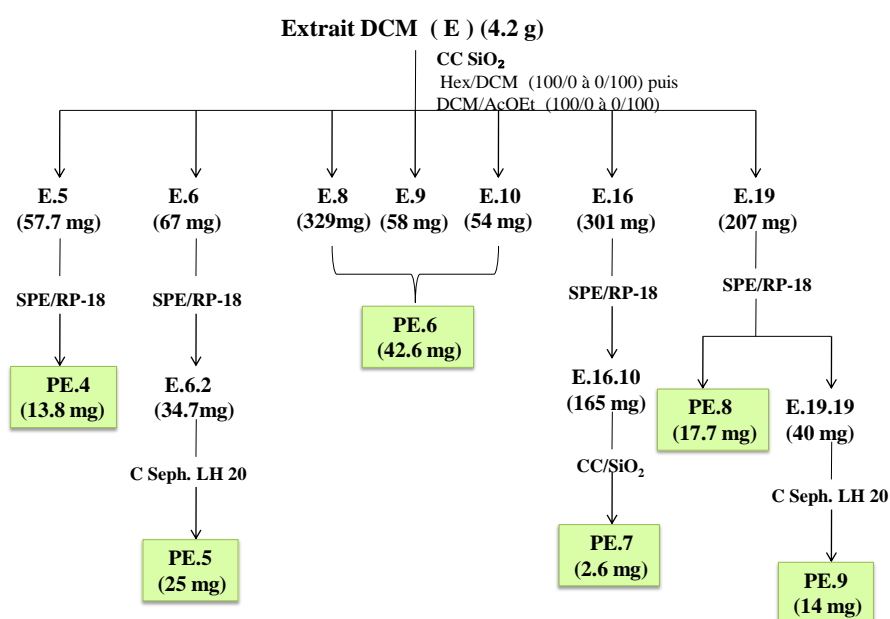 Extrait DCM ( E ) (4.2 g)
CC SiO₂
Hex/DCM (100/0 à 0/100) puis
DCM/AcOEt (100/0 à 0/100)
E.5 E.6 E.8 E.9 E.10 E.16 E.19
(57.7 mg) (67 mg) (329mg) (58 mg) (54 mg) (301 mg) (207 mg)
SPE/RP-18 SPE/RP-18 SPE/RP-18 SPE/RP-18
PE.6
(42.6 mg)
PE.4 E.6.2 E.16.10 PE.8 E.19.19
(13.8 mg) (34.7mg) (165 mg) (17.7 mg) (40 mg)
C Seph. LH 20 CC/SiO₂ C Seph. LH 20
PE.5 PE.7 PE.9
(25 mg) (2.6 mg) (14 mg)